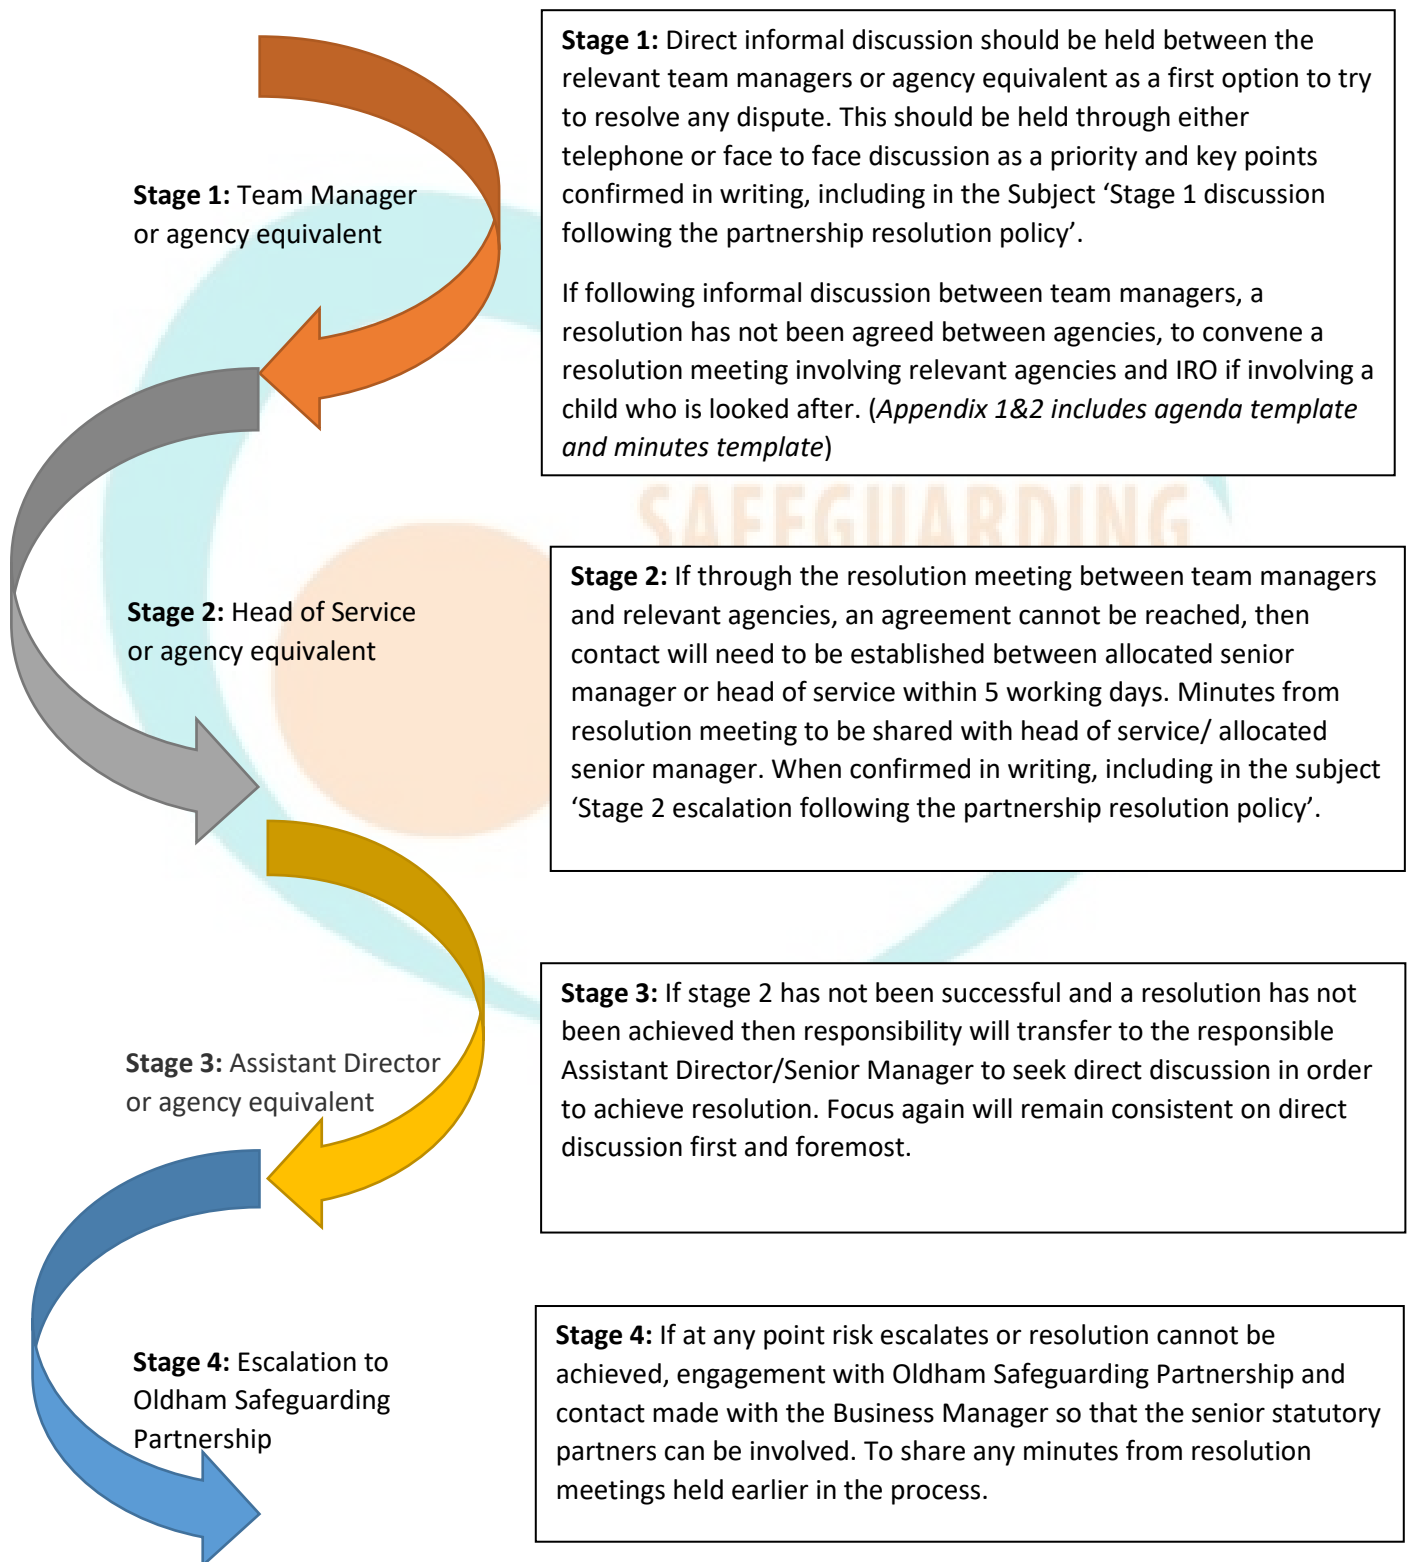 Stage 1: Team Manager
or agency equivalent
Stage 1: Direct informal discussion should be held between the
relevant team managers or agency equivalent as a first option to try
to resolve any dispute. This should be held through either
telephone or face to face discussion as a priority and key points
confirmed in writing, including in the Subject ‘Stage 1 discussion
following the partnership resolution policy’.
If following informal discussion between team managers, a
resolution has not been agreed between agencies, to convene a
resolution meeting involving relevant agencies and IRO if involving a
child who is looked after. (Appendix 1&2 includes agenda template
and minutes template)
SAFEGUARDING
Stage 2: Head of Service
or agency equivalent
Stage 2: If through the resolution meeting between team managers
and relevant agencies, an agreement cannot be reached, then
contact will need to be established between allocated senior
manager or head of service within 5 working days. Minutes from
resolution meeting to be shared with head of service/ allocated
senior manager. When confirmed in writing, including in the subject
‘Stage 2 escalation following the partnership resolution policy’.
Stage 3: Assistant Director
or agency equivalent
Stage 3: If stage 2 has not been successful and a resolution has not
been achieved then responsibility will transfer to the responsible
Assistant Director/Senior Manager to seek direct discussion in order
to achieve resolution. Focus again will remain consistent on direct
discussion first and foremost.
Stage 4: Escalation to
Oldham Safeguarding
Partnership
Stage 4: If at any point risk escalates or resolution cannot be
achieved, engagement with Oldham Safeguarding Partnership and
contact made with the Business Manager so that the senior statutory
partners can be involved. To share any minutes from resolution
meetings held earlier in the process.